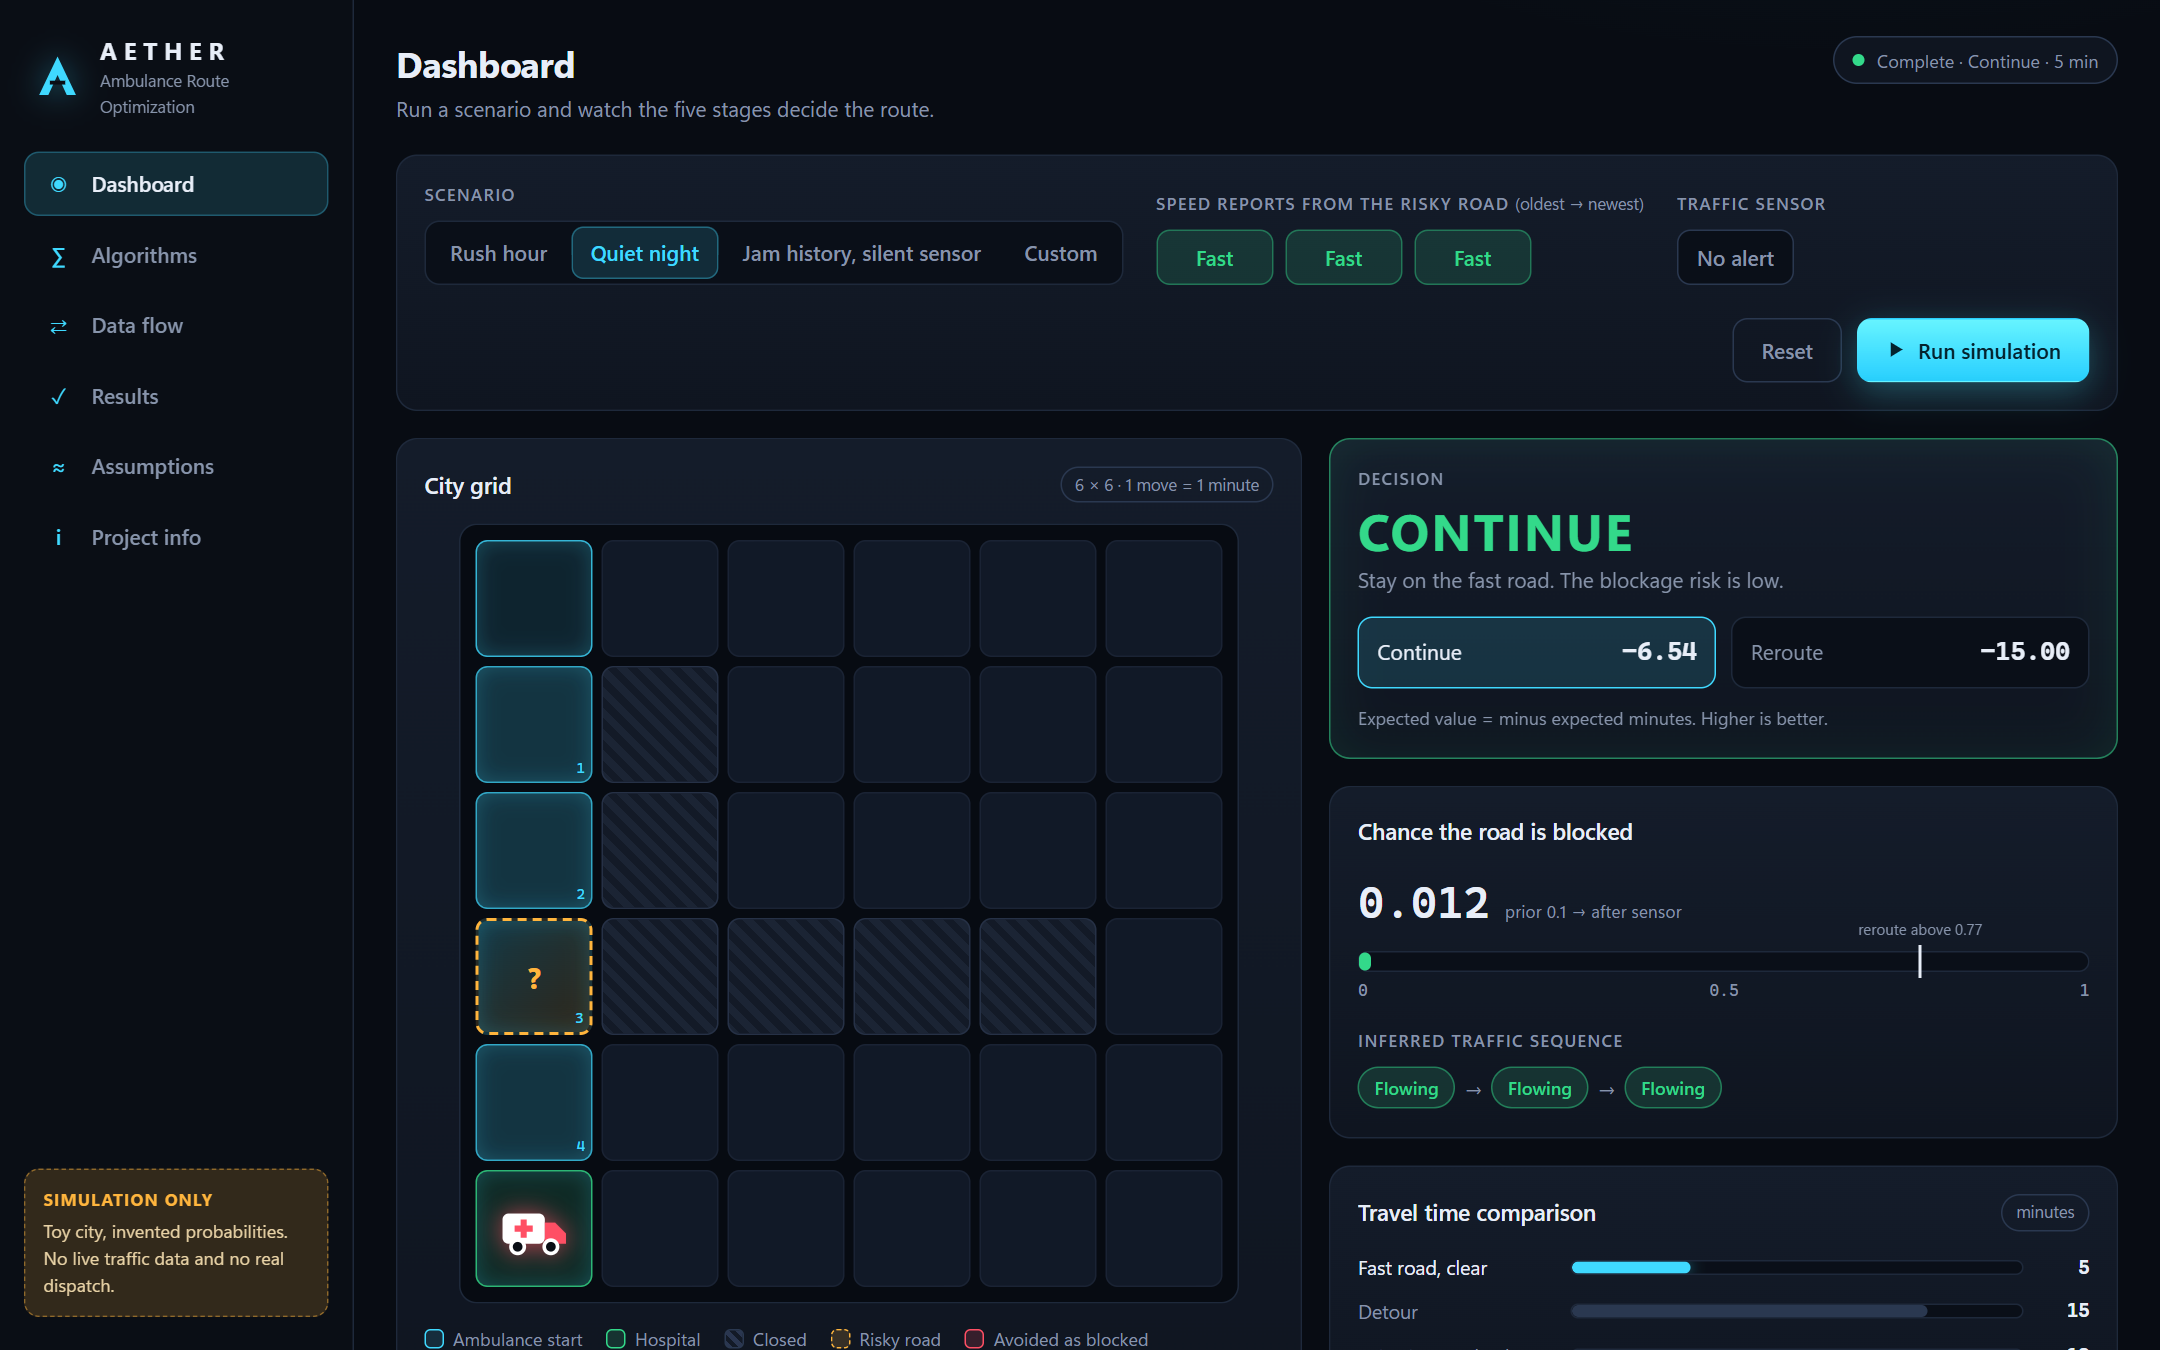 AETHER
Ambulance Route
Optimization
Dashboard
Algorithms
Data flow
Results
Assumptions
Project info
SIMULATION ONLY
Toy city, invented probabilities.
No live traffic data and no real
dispatch.
Dashboard
Run a scenario and watch the five stages decide the route.
Complete · Continue · 5 min
SCENARIO
Rush hour
Quiet night
Jam history, silent sensor
Custom
SPEED REPORTS FROM THE RISKY ROAD (oldest → newest)
Fast
Fast
Fast
TRAFFIC SENSOR
No alert
Reset
Run simulation
City grid
6 × 6 · 1 move = 1 minute
1
2
?
3
4
Ambulance start
Hospital
Closed
Risky road
Avoided as blocked
DECISION
CONTINUE
Stay on the fast road. The blockage risk is low.
Continue −6.54
Reroute −15.00
Expected value = minus expected minutes. Higher is better.
Chance the road is blocked
0.012 prior 0.1 → after sensor
reroute above 0.77
0 0.5 1
INFERRED TRAFFIC SEQUENCE
Flowing → Flowing → Flowing
Travel time comparison
minutes
Fast road, clear 5
Detour 15